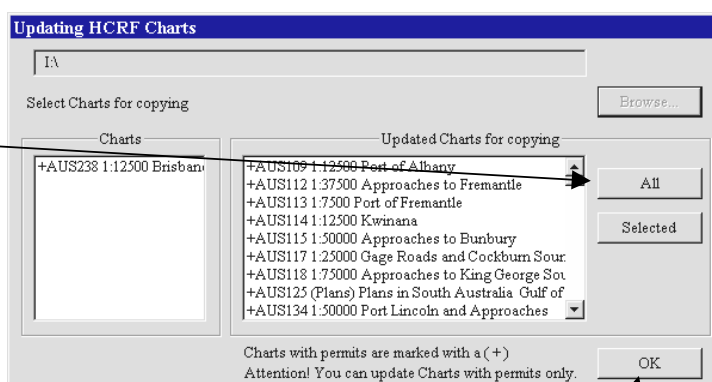 Updating HCRF Charts
I:\
Select Charts for copying
Browse...
Charts
Updated Charts for copying
+AUS238 1:12500 Brisban
+AUS109 1:12500 Port of Albany
+AUS112 1:37500 Approaches to Fremantle
+AUS113 1:7500 Port of Fremantle
+AUS114 1:12500 Kwinana
+AUS115 1:50000 Approaches to Bunbury
+AUS117 1:25000 Gage Roads and Cockburn Sour
+AUS118 1:75000 Approaches to King George Sou
+AUS125 (Plans) Plans in South Australia Gulf of
+AUS134 1:50000 Port Lincoln and Approaches
All
Selected
Charts with permits are marked with a (+)
Attention! You can update Charts with permits only.
OK